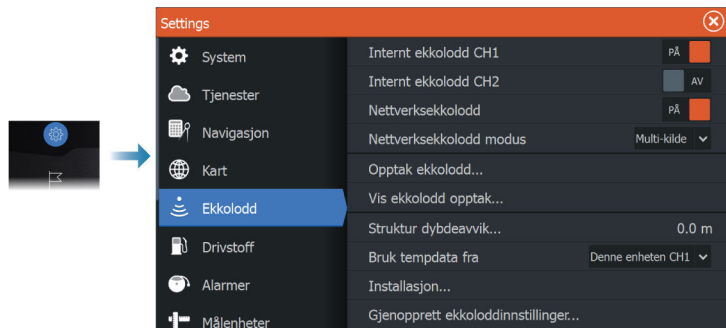 Settings
System
Tjenester
Navigasjon
Kart
Ekkolodd
Drivstoff
Alarmer
Målenheter
Internt ekkolodd CH1 PÅ
Internt ekkolodd CH2 AV
Nettverksekkolodd PÅ
Nettverksekkolodd modus Multi-kilde
Opptak ekkolodd...
Vis ekkolodd opptak...
Struktur dybdeavvik... 0.0 m
Bruk tempdata fra Denne enheten CH1
Installasjon...
Gjenopprett ekkoloddinnstillinger...